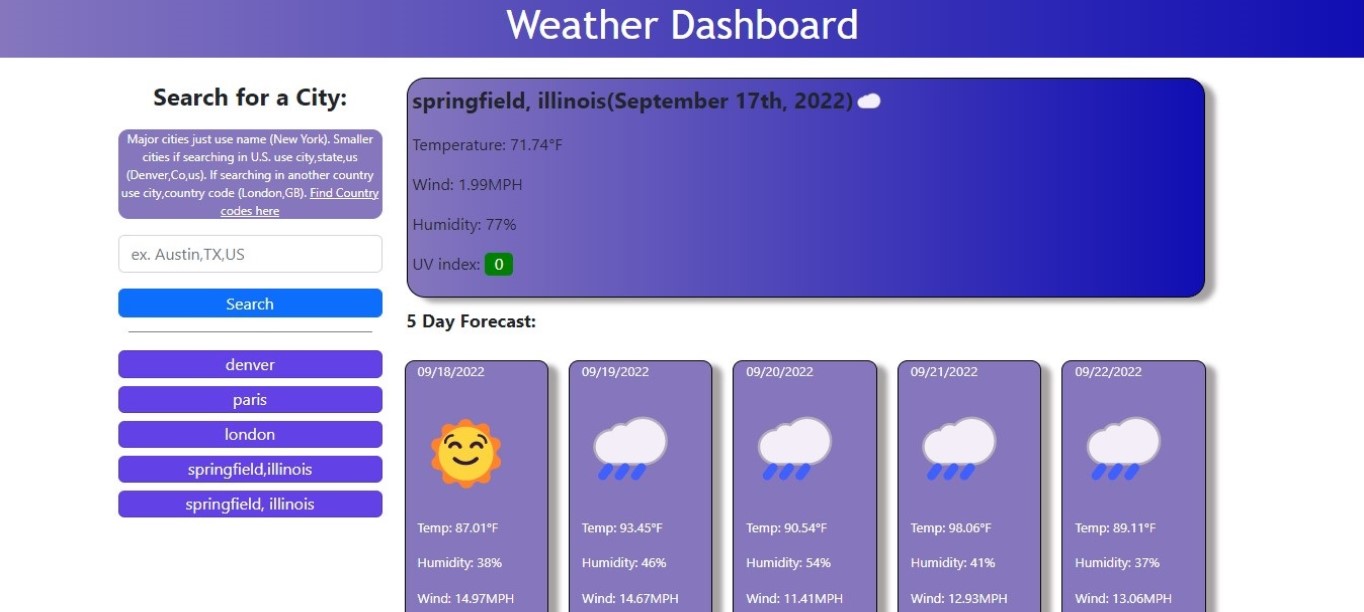 Weather Dashboard
Search for a City:
Major cities just use name (New York). Smaller
cities if searching in U.S. use city,state,us
(Denver,Co,us). If searching in another country
use city,country code (London,GB). Find Country
codes here
ex. Austin,TX,US
Search
denver
paris
london
springfield,illinois
springfield, illinois
springfield, illinois(September 17th, 2022)
Temperature: 71.74°F
Wind: 1.99MPH
Humidity: 77%
UV index: 0
5 Day Forecast:
09/18/2022
Temp: 87.01°F
Humidity: 38%
Wind: 14.97MPH
09/19/2022
Temp: 93.45°F
Humidity: 46%
Wind: 14.67MPH
09/20/2022
Temp: 90.54°F
Humidity: 54%
Wind: 11.41MPH
09/21/2022
Temp: 98.06°F
Humidity: 41%
Wind: 12.93MPH
09/22/2022
Temp: 89.11°F
Humidity: 37%
Wind: 13.06MPH